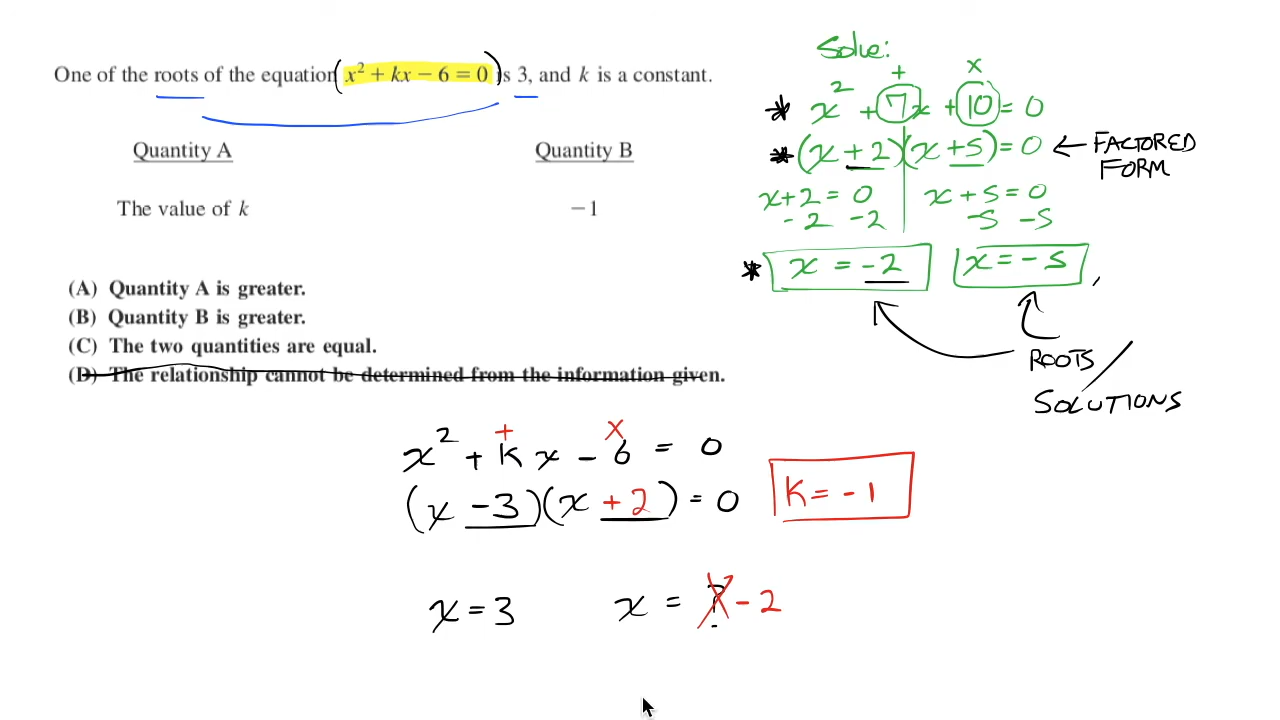 One of the roots of the equation (x² + kx − 6 = 0) is 3, and k is a constant.
Quantity A
Quantity B
The value of k
−1
(A) Quantity A is greater.
(B) Quantity B is greater.
(C) The two quantities are equal.
(D) The relationship cannot be determined from the information given.
Solve:
+ x
* x² + 7x + 10 = 0
* (x + 2)(x + 5) = 0 ← FACTORED FORM
x + 2 = 0
x + 5 = 0
- 2 - 2
- 5 - 5
* x = - 2
x = - 5
ROOTS /
SOLUTIONS
+ x
x² + k x - 6 = 0
(x - 3)(x + 2) = 0
K = - 1
x = 3
x = ? - 2